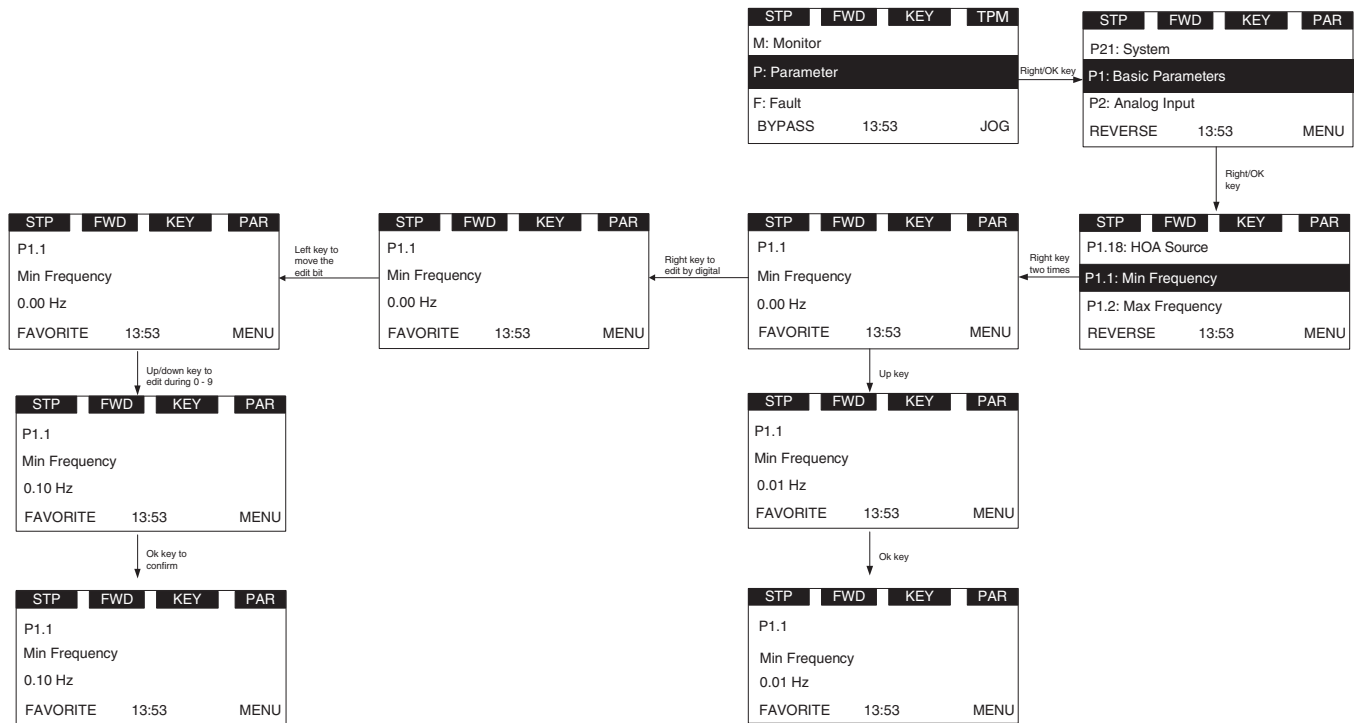 STP FWD KEY TPM
M: Monitor
P: Parameter
F: Fault
BYPASS 13:53 JOG
Right/OK key
STP FWD KEY PAR
P21: System
P1: Basic Parameters
P2: Analog Input
REVERSE 13:53 MENU
Right/OK
key
STP FWD KEY PAR
P1.18: HOA Source
P1.1: Min Frequency
P1.2: Max Frequency
REVERSE 13:53 MENU
Right key
two times
STP FWD KEY PAR
P1.1
Min Frequency
0.00 Hz
FAVORITE 13:53 MENU
Right key to
edit by digital
STP FWD KEY PAR
P1.1
Min Frequency
0.00 Hz
FAVORITE 13:53 MENU
Left key to
move the
edit bit
STP FWD KEY PAR
P1.1
Min Frequency
0.00 Hz
FAVORITE 13:53 MENU
Up/down key to
edit during 0 - 9
STP FWD KEY PAR
P1.1
Min Frequency
0.10 Hz
FAVORITE 13:53 MENU
Ok key to
confirm
STP FWD KEY PAR
P1.1
Min Frequency
0.10 Hz
FAVORITE 13:53 MENU
Up key
STP FWD KEY PAR
P1.1
Min Frequency
0.01 Hz
FAVORITE 13:53 MENU
Ok key
STP FWD KEY PAR
P1.1
Min Frequency
0.01 Hz
FAVORITE 13:53 MENU